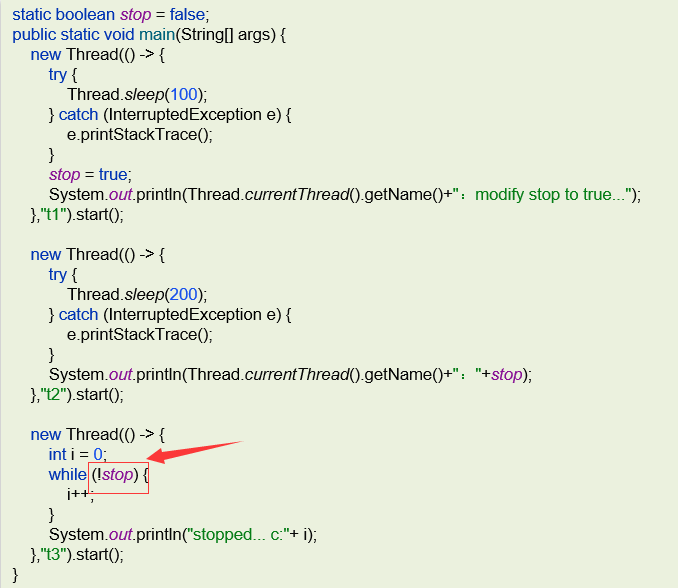 static boolean stop = false;
public static void main(String[] args) {
    new Thread(() -> {
        try {
            Thread.sleep(100);
        } catch (InterruptedException e) {
            e.printStackTrace();
        }
        stop = true;
        System.out.println(Thread.currentThread().getName()+"：modify stop to true...");
    },"t1").start();

    new Thread(() -> {
        try {
            Thread.sleep(200);
        } catch (InterruptedException e) {
            e.printStackTrace();
        }
        System.out.println(Thread.currentThread().getName()+"："+stop);
    },"t2").start();

    new Thread(() -> {
        int i = 0;
        while (!stop) {
            i++;
        }
        System.out.println("stopped... c:"+ i);
    },"t3").start();
}